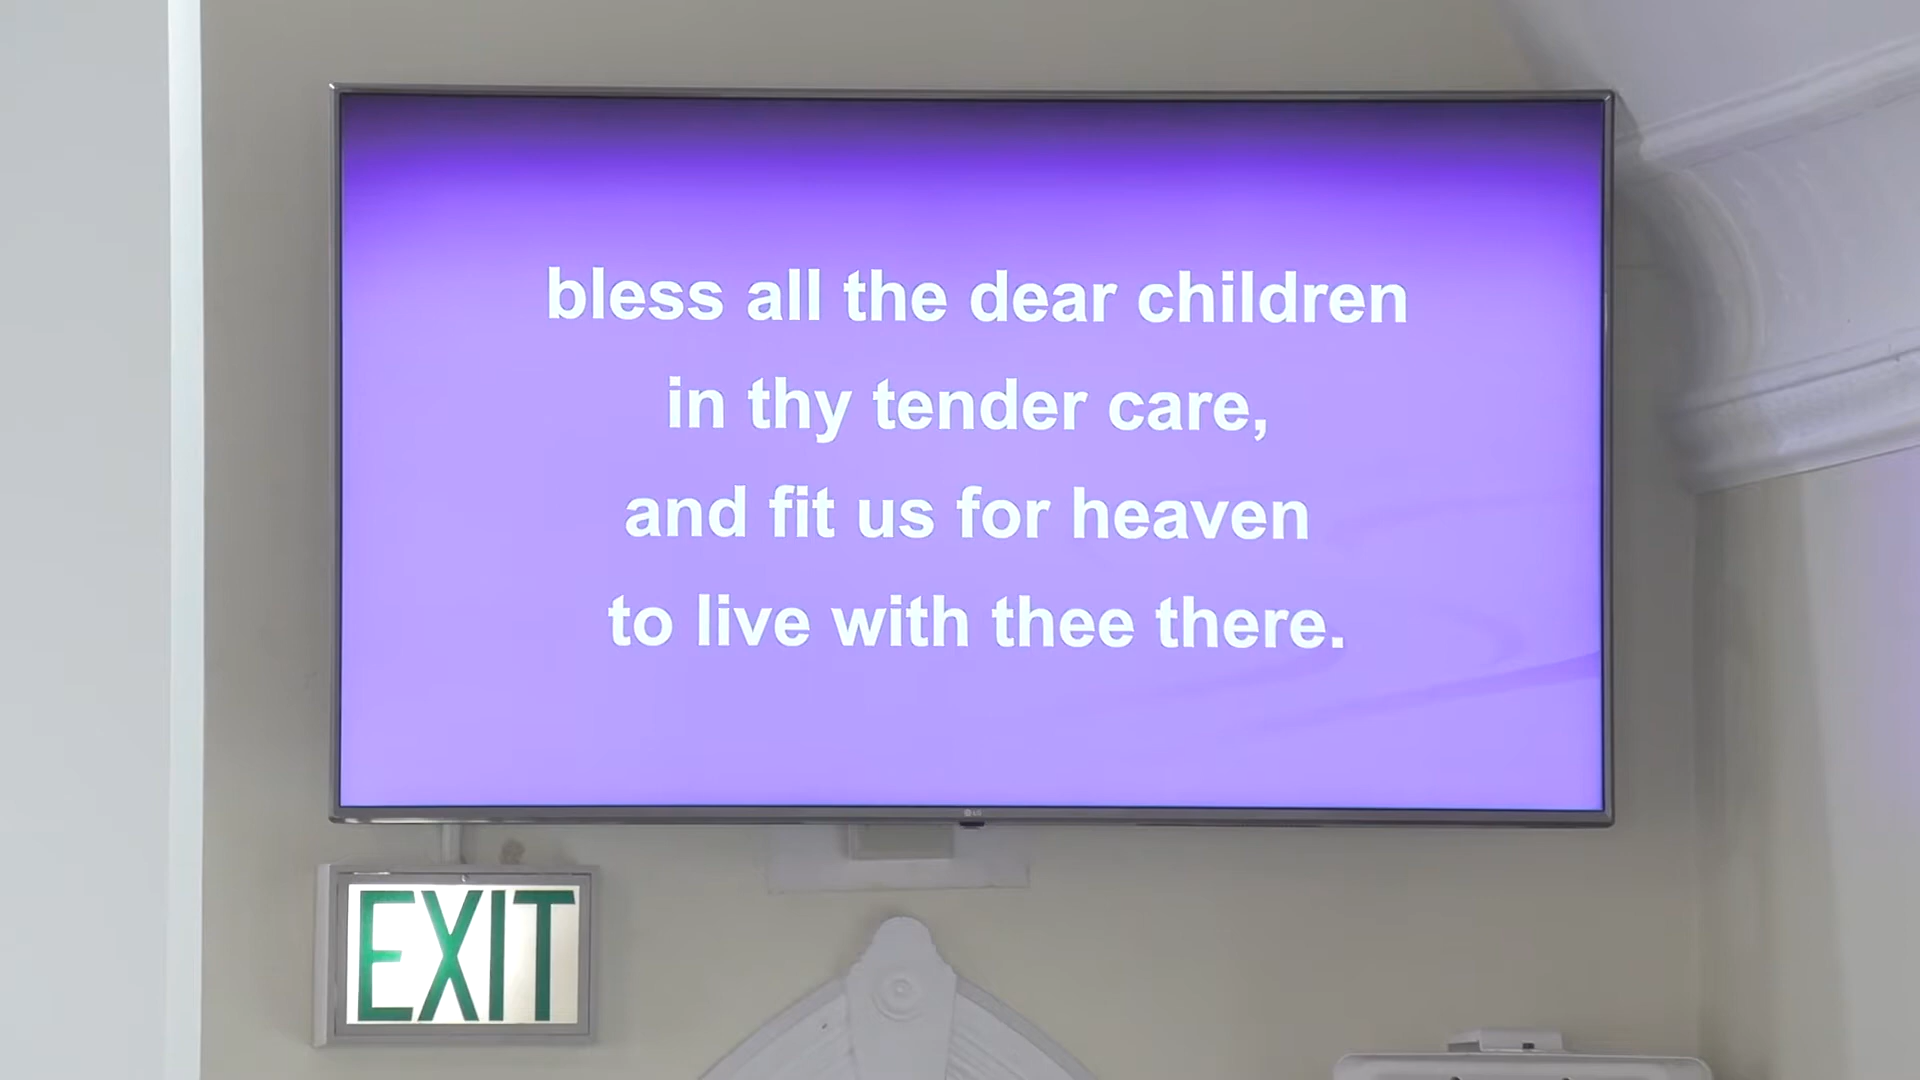 bless all the dear children
in thy tender care,
and fit us for heaven
to live with thee there.
LG
EXIT